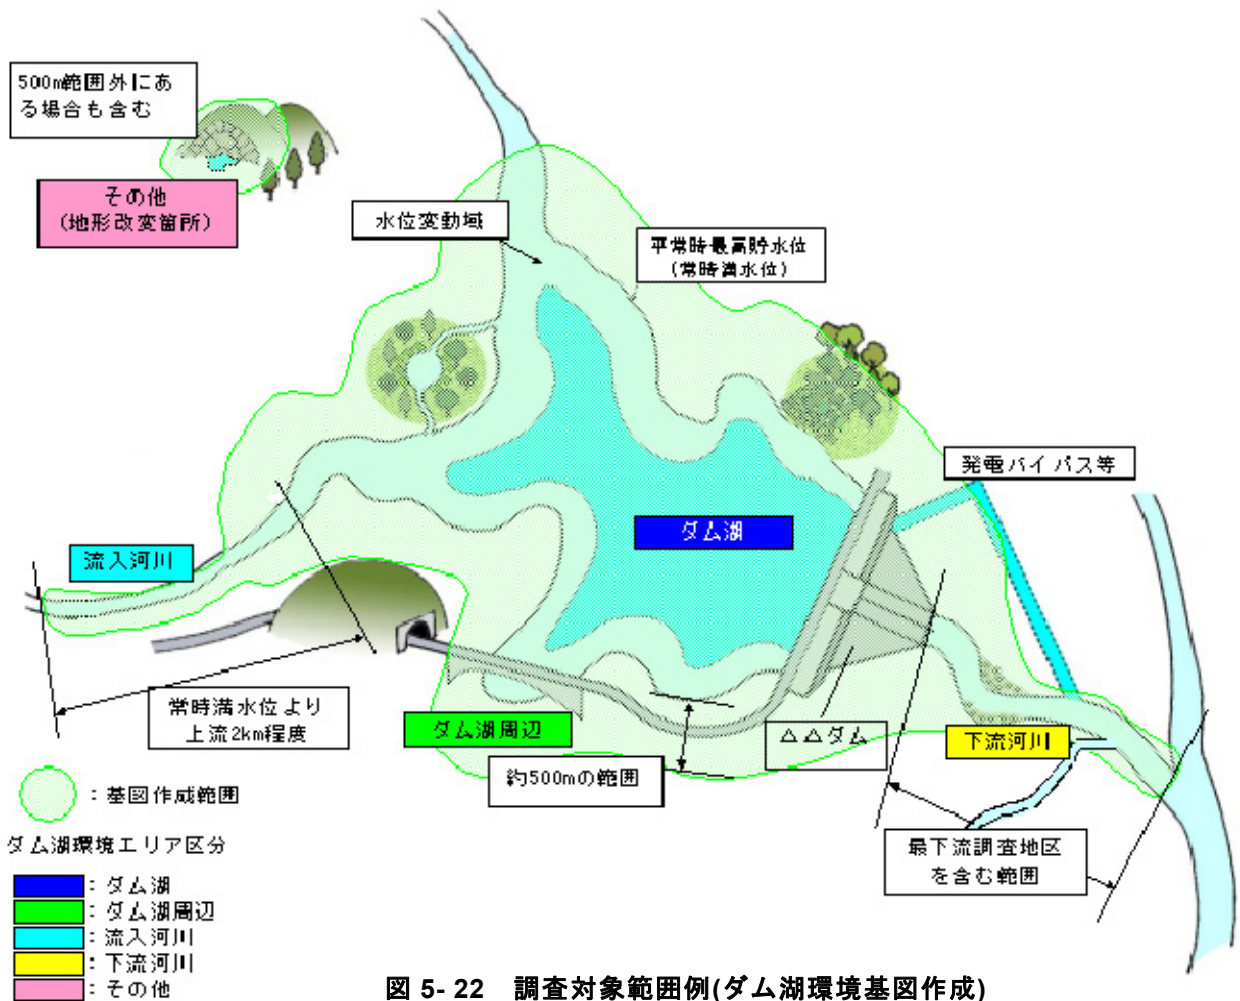 500m範囲外にあ
る場合も含む
その他
(地形改変箇所)
水位変動域
平常時最高貯水位
(常時満水位)
発電バイパス等
ダム湖
流入河川
常時満水位より
上流2km程度
ダム湖周辺
約500mの範囲
△△ダム
下流河川
最下流調査地区
を含む範囲
：基図作成範囲
ダム湖環境エリア区分
：ダム湖
：ダム湖周辺
：流入河川
：下流河川
：その他
図 5- 22　調査対象範囲例(ダム湖環境基図作成)